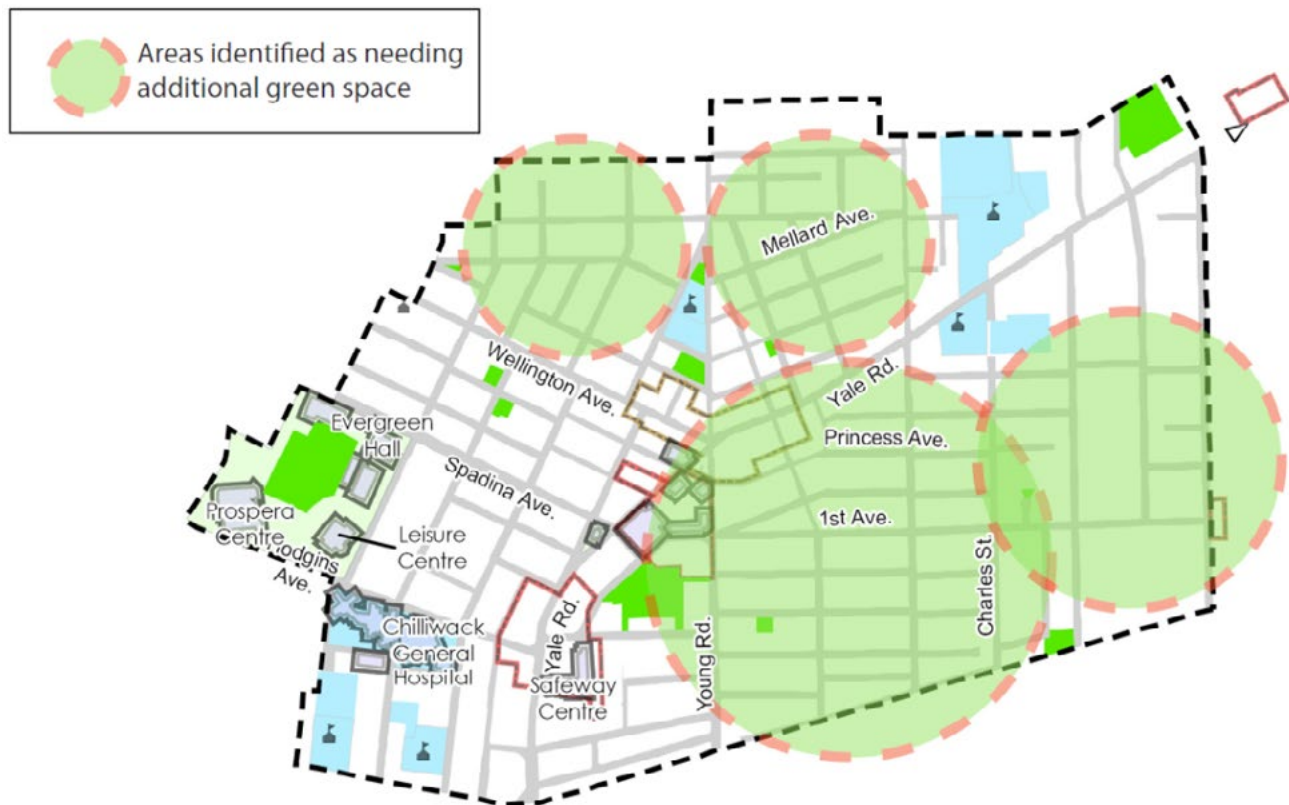 Areas identified as needing
additional green space
Mellard Ave.
Wellington Ave.
Yale Rd.
Evergreen
Hall
Princess Ave.
Spadina Ave.
Prospera
Centre
1st Ave.
Leisure
Centre
Hodgins
Ave.
Charles St.
Chilliwack
General
Hospital
Yale Rd.
Young Rd.
Safeway
Centre